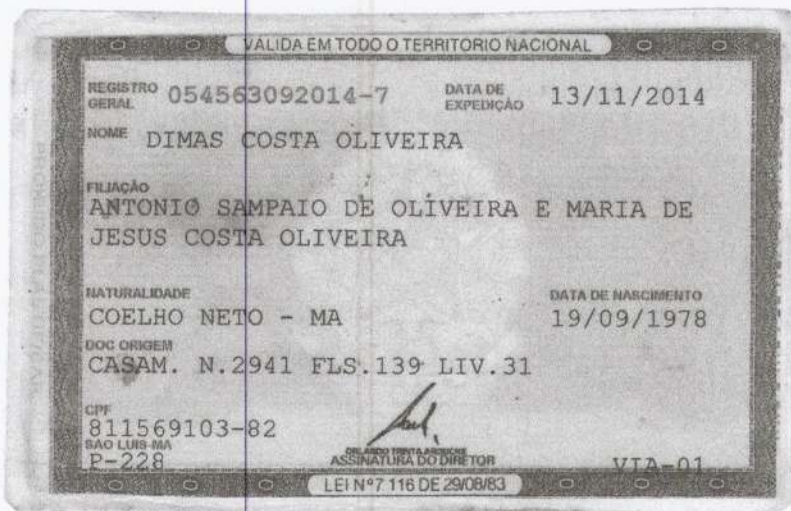 VALIDA EM TODO O TERRITORIO NACIONAL
REGISTRO GERAL 054563092014-7 DATA DE EXPEDIÇÃO 13/11/2014
NOME DIMAS COSTA OLIVEIRA
FILIAÇÃO
ANTONIO SAMPAIO DE OLIVEIRA E MARIA DE
JESUS COSTA OLIVEIRA
NATURALIDADE DATA DE NASCIMENTO
COELHO NETO - MA 19/09/1978
DOC ORIGEM
CASAM. N.2941 FLS.139 LIV.31
CPF
811569103-82
SAO LUIS-MA
P-228 ASSINATURA DO DIRETOR VIA-01
LEI Nº 7.116 DE 29/08/83